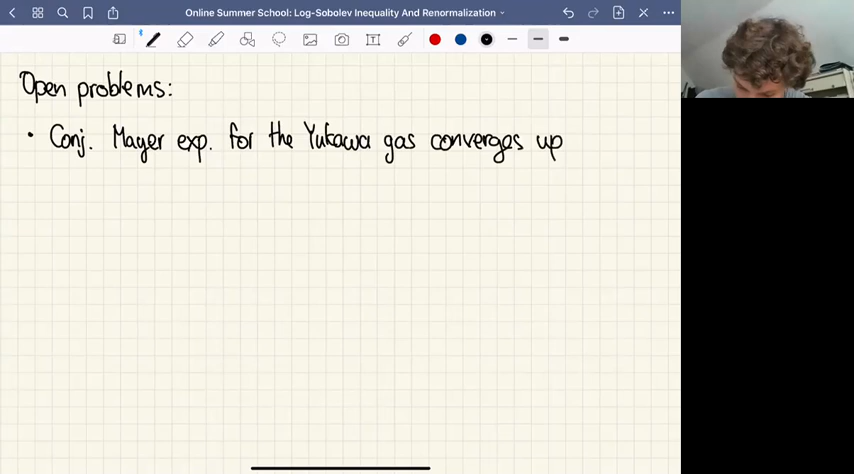 Online Summer School: Log-Sobolev Inequality And Renormalization
Open problems:
• Conj. Mayer exp. for the Yukawa gas converges up